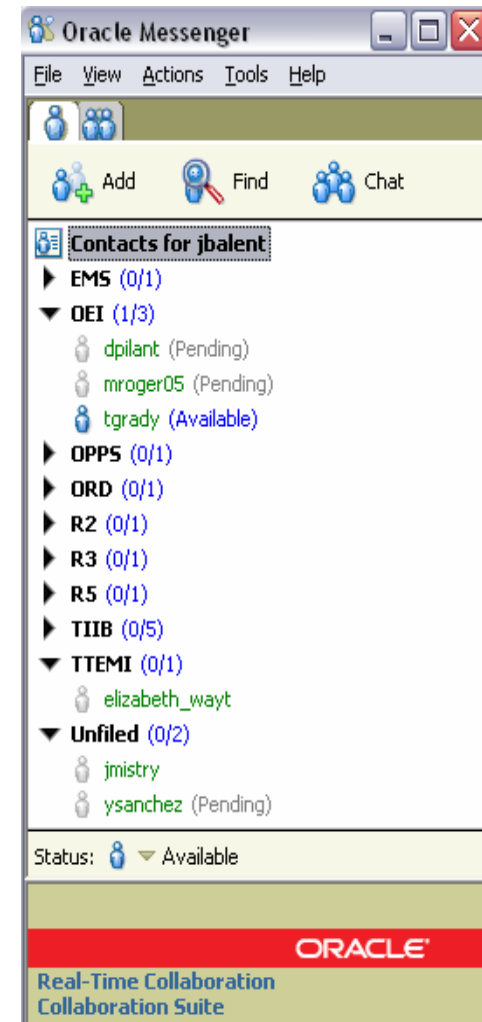 Oracle Messenger
File View Actions Tools Help
Add Find Chat
Contacts for jbalent
EMS (0/1)
OEI (1/3)
dpilant (Pending)
mroger05 (Pending)
tgrady (Available)
OPPS (0/1)
ORD (0/1)
R2 (0/1)
R3 (0/1)
R5 (0/1)
TIIB (0/5)
TTEMI (0/1)
elizabeth_wayt
Unfiled (0/2)
jmistry
ysanchez (Pending)
Status: Available
ORACLE
Real-Time Collaboration
Collaboration Suite